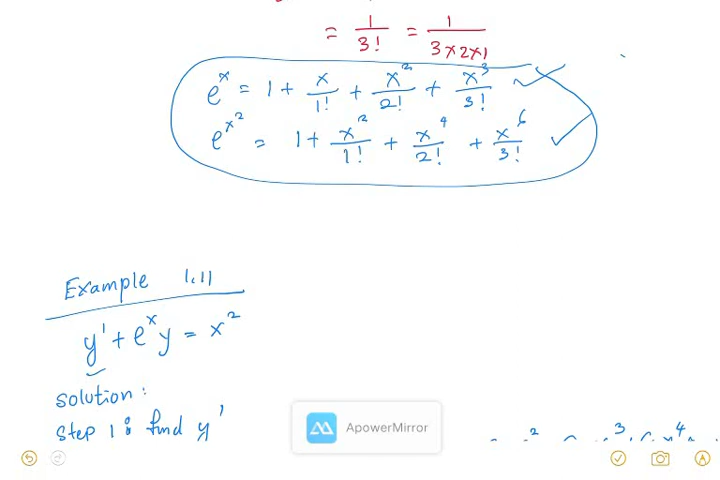 = 1/3! = 1/(3×2×1)
e^x = 1 + x/1! + x^2/2! + x^3/3!
e^{x^2} = 1 + x^2/1! + x^4/2! + x^6/3!
Example 1.11
y' + e^x y = x^2
solution:
Step 1: find y'
ApowerMirror